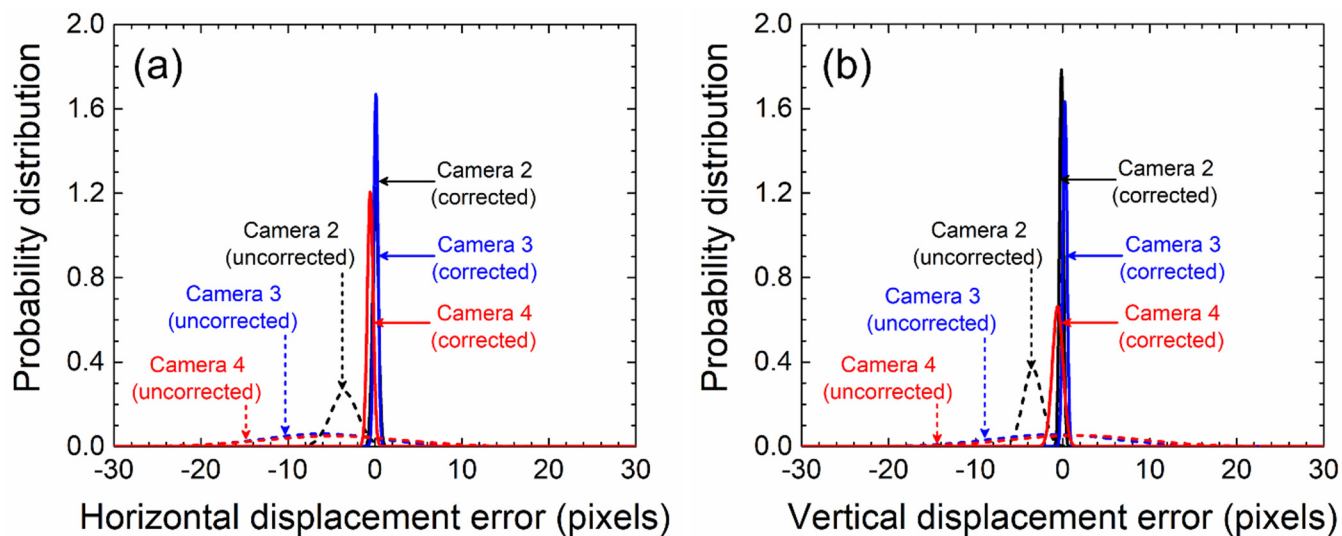 (a)
Probability distribution
2.0
1.6
1.2
0.8
0.4
0.0
Camera 2
(corrected)
Camera 2
(uncorrected)
Camera 3
(corrected)
Camera 3
(uncorrected)
Camera 4
(corrected)
Camera 4
(uncorrected)
-30 -20 -10 0 10 20 30
Horizontal displacement error (pixels)
(b)
Probability distribution
2.0
1.6
1.2
0.8
0.4
0.0
Camera 2
(corrected)
Camera 2
(uncorrected)
Camera 3
(corrected)
Camera 3
(uncorrected)
Camera 4
(corrected)
Camera 4
(uncorrected)
-30 -20 -10 0 10 20 30
Vertical displacement error (pixels)